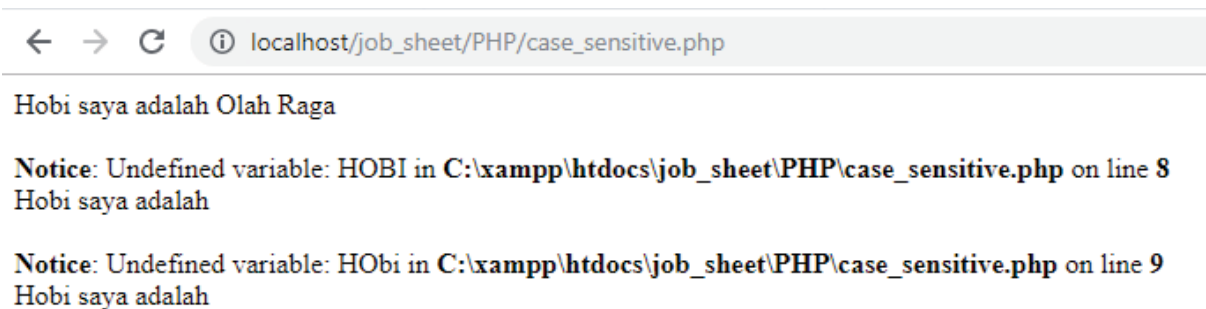 localhost/job_sheet/PHP/case_sensitive.php
Hobi saya adalah Olah Raga
Notice: Undefined variable: HOBI in C:\xampp\htdocs\job_sheet\PHP\case_sensitive.php on line 8
Hobi saya adalah
Notice: Undefined variable: HObi in C:\xampp\htdocs\job_sheet\PHP\case_sensitive.php on line 9
Hobi saya adalah